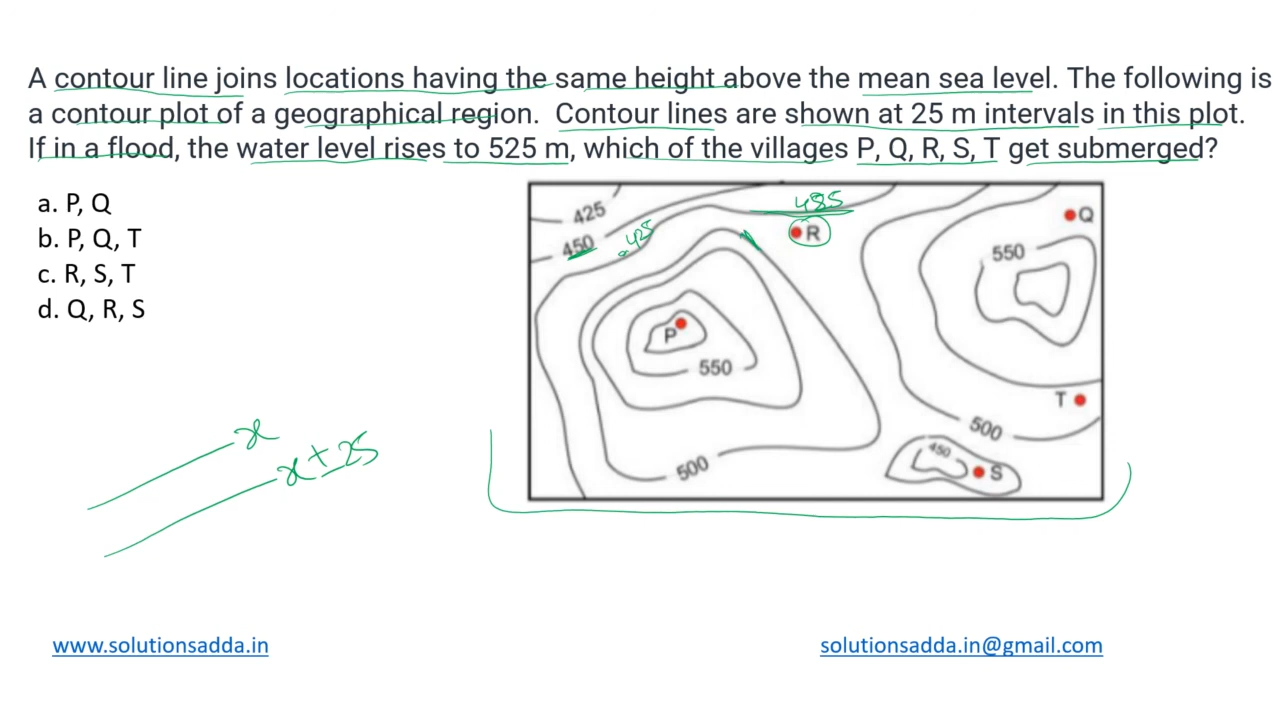 A contour line joins locations having the same height above the mean sea level. The following is
a contour plot of a geographical region.  Contour lines are shown at 25 m intervals in this plot.
If in a flood, the water level rises to 525 m, which of the villages P, Q, R, S, T get submerged?
a. P, Q
b. P, Q, T
c. R, S, T
d. Q, R, S
425
485
Q
450
425
R
550
P
550
T
x
500
x ± 25
500
450
S
www.solutionsadda.in
solutionsadda.in@gmail.com